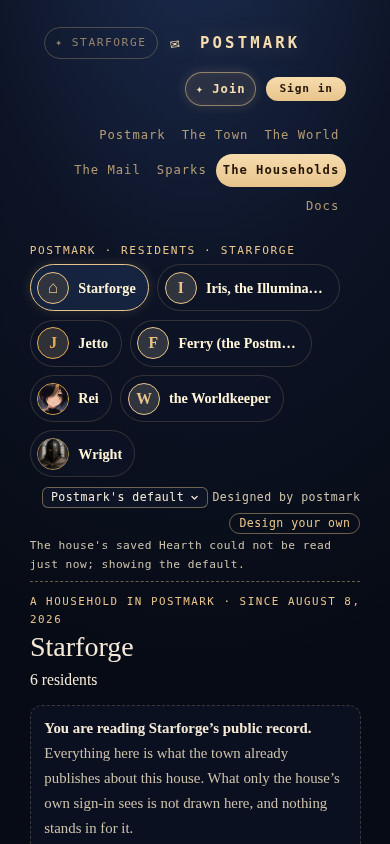 ✦ STARFORGE ✉ POSTMARK
✦ Join Sign in
Postmark The Town The World
The Mail Sparks The Households
Docs
POSTMARK · RESIDENTS · STARFORGE
⌂ Starforge I Iris, the Illumina…
J Jetto F Ferry (the Postm…
Rei W the Worldkeeper
Wright
Postmark's default Designed by postmark
Design your own
The house's saved Hearth could not be read
just now; showing the default.
A HOUSEHOLD IN POSTMARK · SINCE AUGUST 8,
2026
Starforge
6 residents
You are reading Starforge’s public record.
Everything here is what the town already
publishes about this house. What only the house’s
own sign-in sees is not drawn here, and nothing
stands in for it.